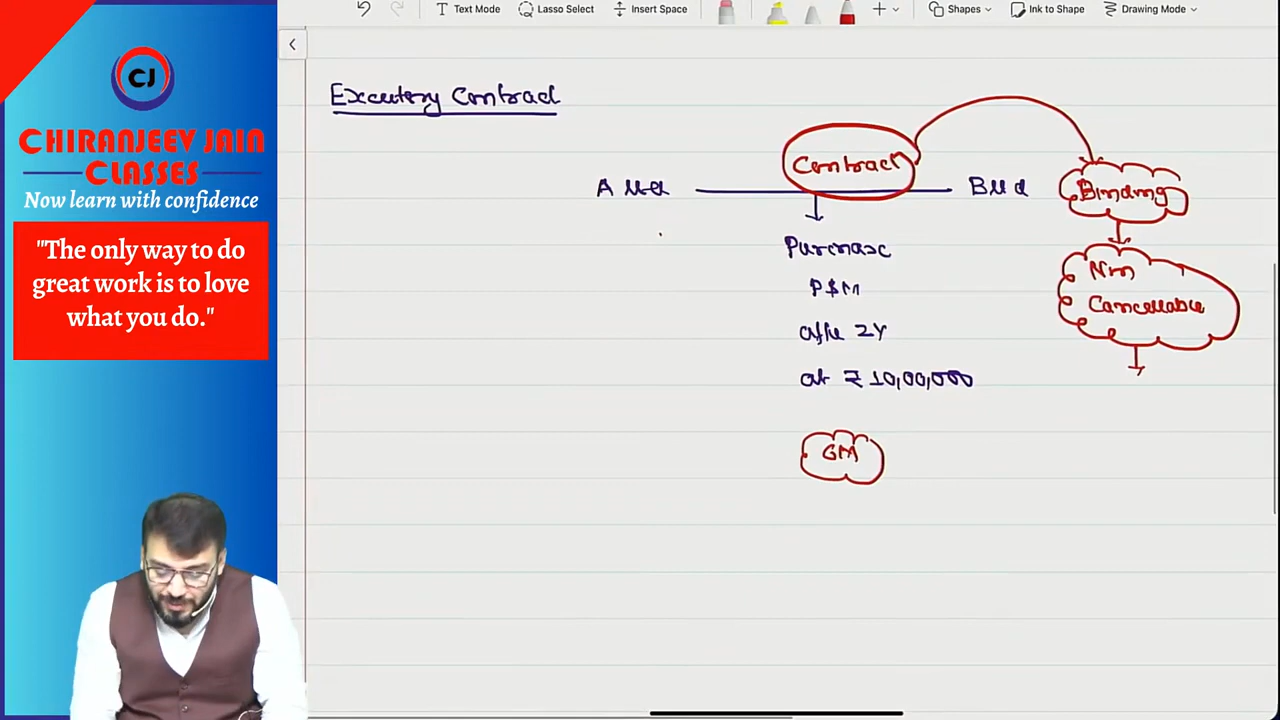 Text Mode
Lasso Select
Insert Space
Shapes
Ink to Shape
Drawing Mode
CJ
CHIRANJEEV JAIN
CLASSES
Now learn with confidence
"The only way to do
great work is to love
what you do."
Executory Contract
Contract
A Ltd
B Ltd
Binding
Purchase
Non
Cancellable
P&M
after 2Y
at ₹10,00,000
GM